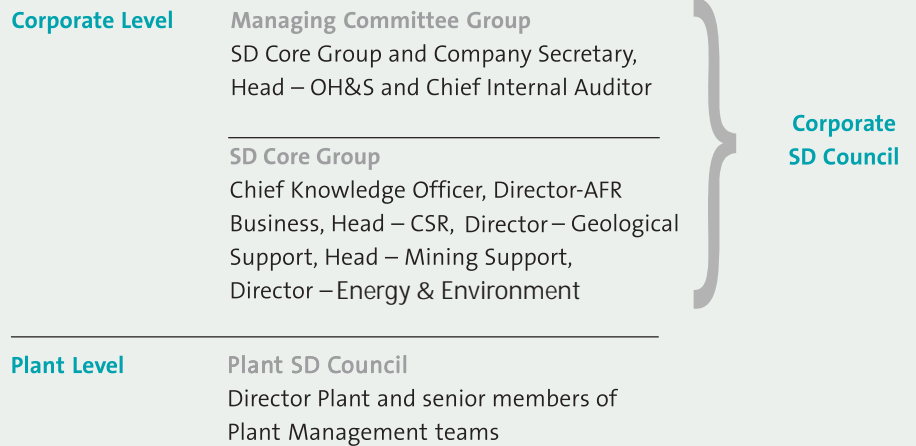 Corporate Level
Managing Committee Group
SD Core Group and Company Secretary,
Head – OH&S and Chief Internal Auditor
SD Core Group
Chief Knowledge Officer, Director-AFR
Business, Head – CSR, Director – Geological
Support, Head – Mining Support,
Director – Energy & Environment
Corporate
SD Council
Plant Level
Plant SD Council
Director Plant and senior members of
Plant Management teams